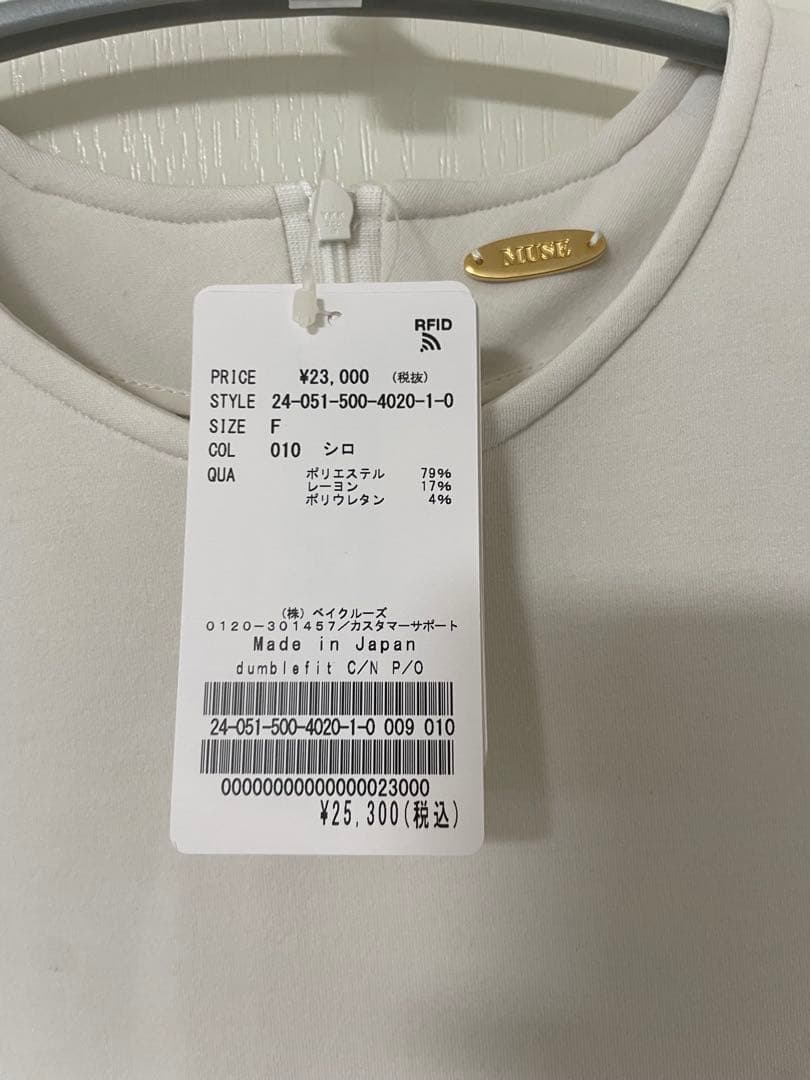 MUSE
RFID
PRICE ¥23,000 (税抜)
STYLE 24-051-500-4020-1-0
SIZE F
COL 010 シロ
QUA ポリエステル 79%
レーヨン 17%
ポリウレタン 4%
(株) ベイクルーズ
0120-301457/カスタマーサポート
Made in Japan
dumblefit C/N P/O
24-051-500-4020-1-0 009 010
00000000000000023000
¥25,300(税込)